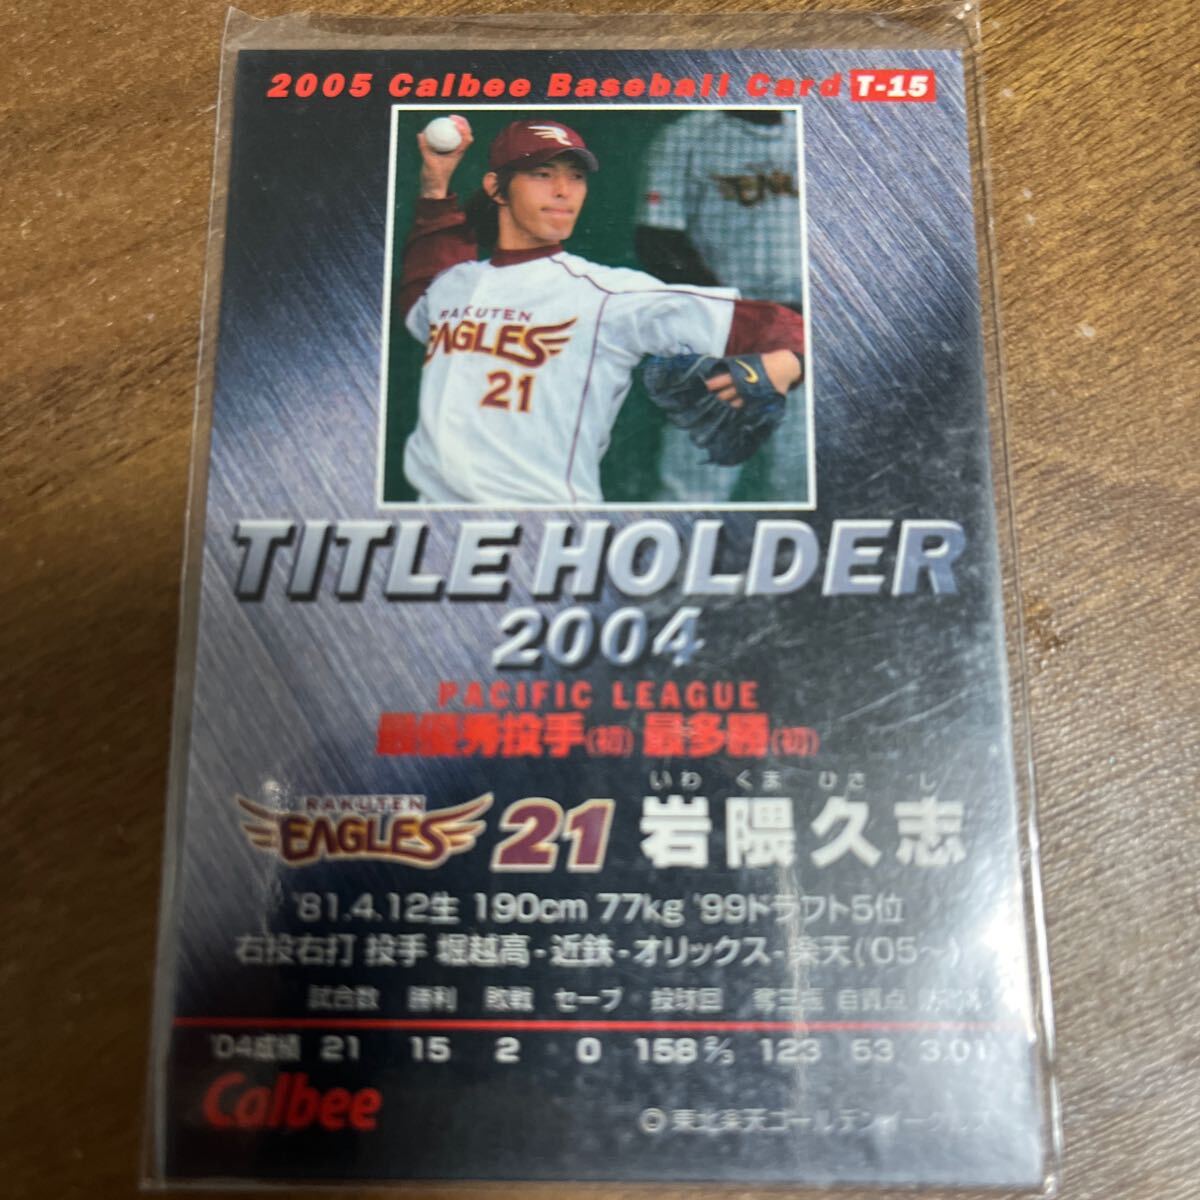 2005 Calbee Baseball Card T-15
RAKUTEN
EAGLES
21
TITLE HOLDER
2004
PACIFIC LEAGUE
最優秀投手(初) 最多勝(初)
いわ くま ひさ し
RAKUTEN
EAGLES 21 岩隈久志
'81.4.12生 190cm 77kg '99ドラフト5位
右投右打 投手 堀越高-近鉄-オリックス-楽天('05〜)
試合数 勝利 敗戦 セーブ 投球回 奪三振 自責点 防御率
'04成績 21 15 2 0 158 2/3 123 53 3.01
Calbee
©東北楽天ゴールデンイーグルス